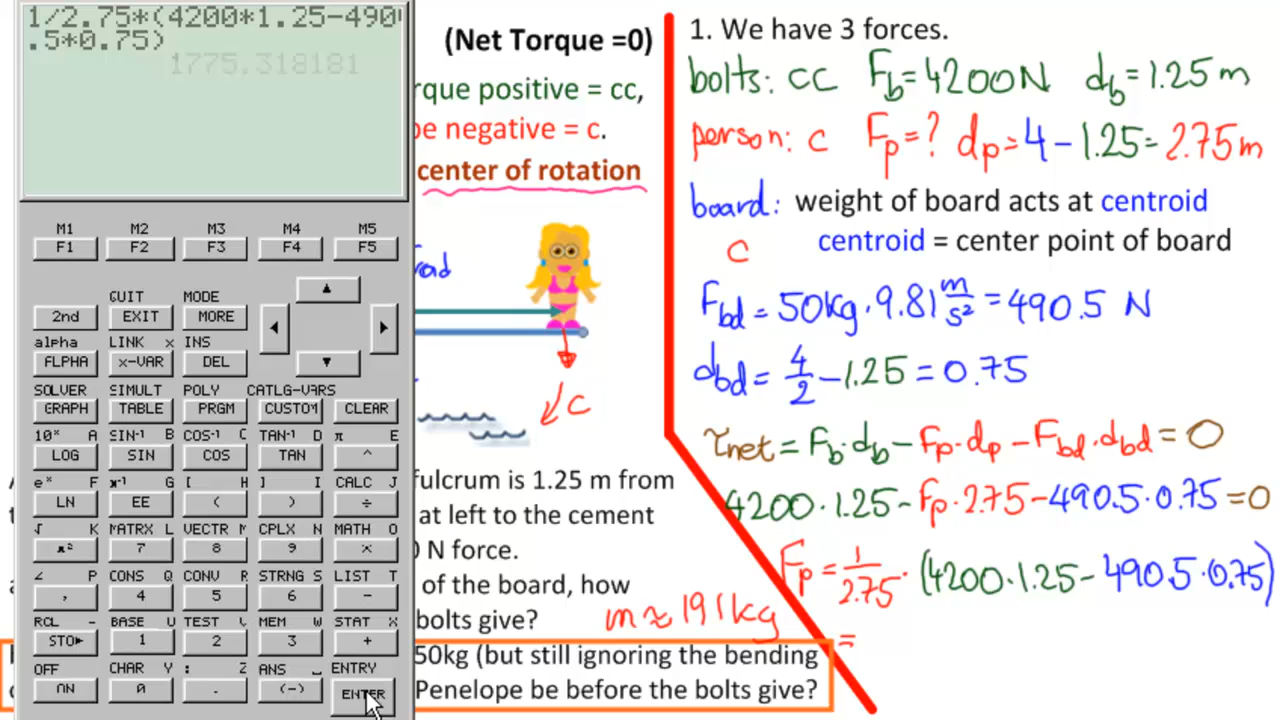 1/2.75*(4200*1.25-490
.5*0.75)
1775.318181
M1 M2 M3 M4 M5
F1 F2 F3 F4 F5
QUIT MODE
2nd EXIT MORE
alpha LINK x INS
ALPHA x-VAR DEL
SOLVER SIMULT POLY CATLG-VARS
GRAPH TABLE PRGM CUSTOM CLEAR
10ˣ A SIN⁻¹ B COS⁻¹ C TAN⁻¹ D π E
LOG SIN COS TAN ^
eˣ F x⁻¹ G [ H ] I CALC J
LN EE ( ) ÷
√ K MATRX L VECTR M CPLX N MATH O
x² 7 8 9 ×
∠ P CONS Q CONV R STRNG S LIST T
, 4 5 6 −
RCL = BASE U TEST V MEM W STAT X
STO▸ 1 2 3 +
OFF CHAR Y : Z ANS ␣ ENTRY
ON 0 . (-) ENTER
(Net Torque =0)
rque positive = cc,
e negative = c.
center of rotation
oad
C
fulcrum is 1.25 m from
at left to the cement
0 N force.
of the board, how
bolts give?
m≈191kg
50kg (but still ignoring the bending
Penelope be before the bolts give?
1. We have 3 forces.
bolts: cc F_b=4200N d_b=1.25m
person: c F_p=? d_p=4-1.25=2.75m
board: weight of board acts at centroid
c centroid = center point of board
F_bd = 50kg·9.81 m/s² = 490.5 N
d_bd = 4/2 - 1.25 = 0.75
τ_net = F_b·d_b - F_p·d_p - F_bd·d_bd = 0
4200·1.25 - F_p·2.75 - 490.5·0.75 = 0
F_p = 1/2.75·(4200·1.25 - 490.5·0.75)
=